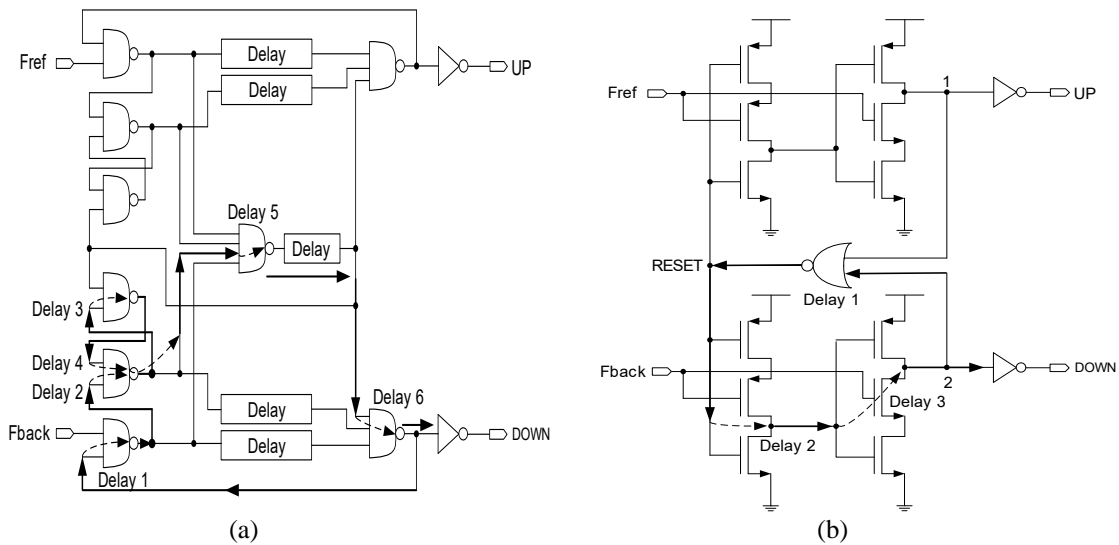 Fref
Delay
Delay
UP
Delay 5
Delay
Delay 3
Delay 4
Delay 2
Delay 6
Delay
Delay
Fback
DOWN
Delay 1
(a)
1
Fref
UP
RESET
Delay 1
Fback
2
DOWN
Delay 3
Delay 2
(b)